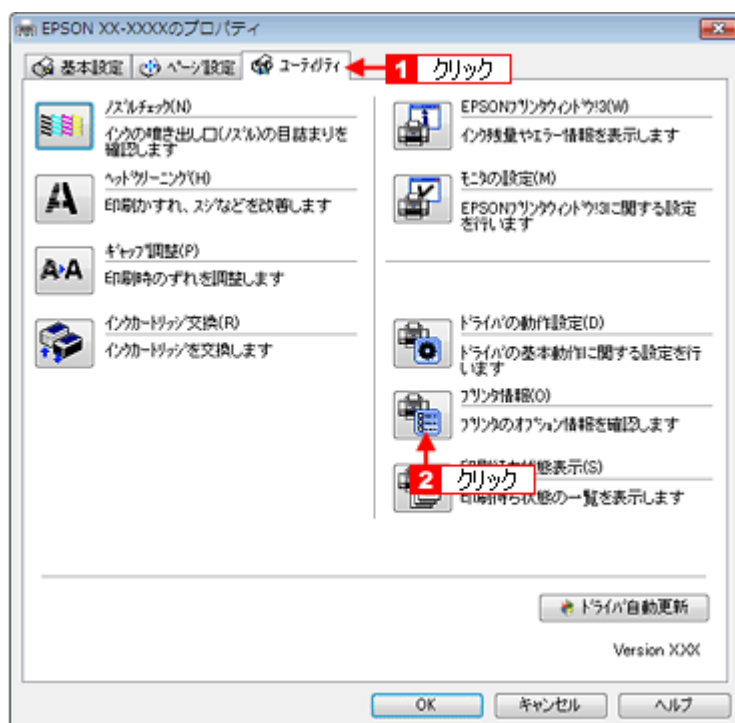 EPSON XX-XXXXのプロパティ
基本設定
ページ設定
ユーティリティ
1 クリック
ノズルチェック(N)
インクの噴き出し口(ノズル)の目詰まりを
確認します
ヘッドクリーニング(H)
印刷かすれ、スジなどを改善します
ギャップ調整(P)
印刷時のずれを調整します
インクカートリッジ交換(R)
インクカートリッジを交換します
EPSONプリンタウィンドウ!3(W)
インク残量やエラー情報を表示します
モニタの設定(M)
EPSONプリンタウィンドウ!3に関する設定
を行います
ドライバの動作設定(D)
ドライバの基本動作に関する設定を行
います
プリンタ情報(O)
プリンタのオプション情報を確認します
2 クリック
態表示(S)
印刷待ち状態の一覧を表示します
ドライバ自動更新
Version X.XX
OK
キャンセル
ヘルプ